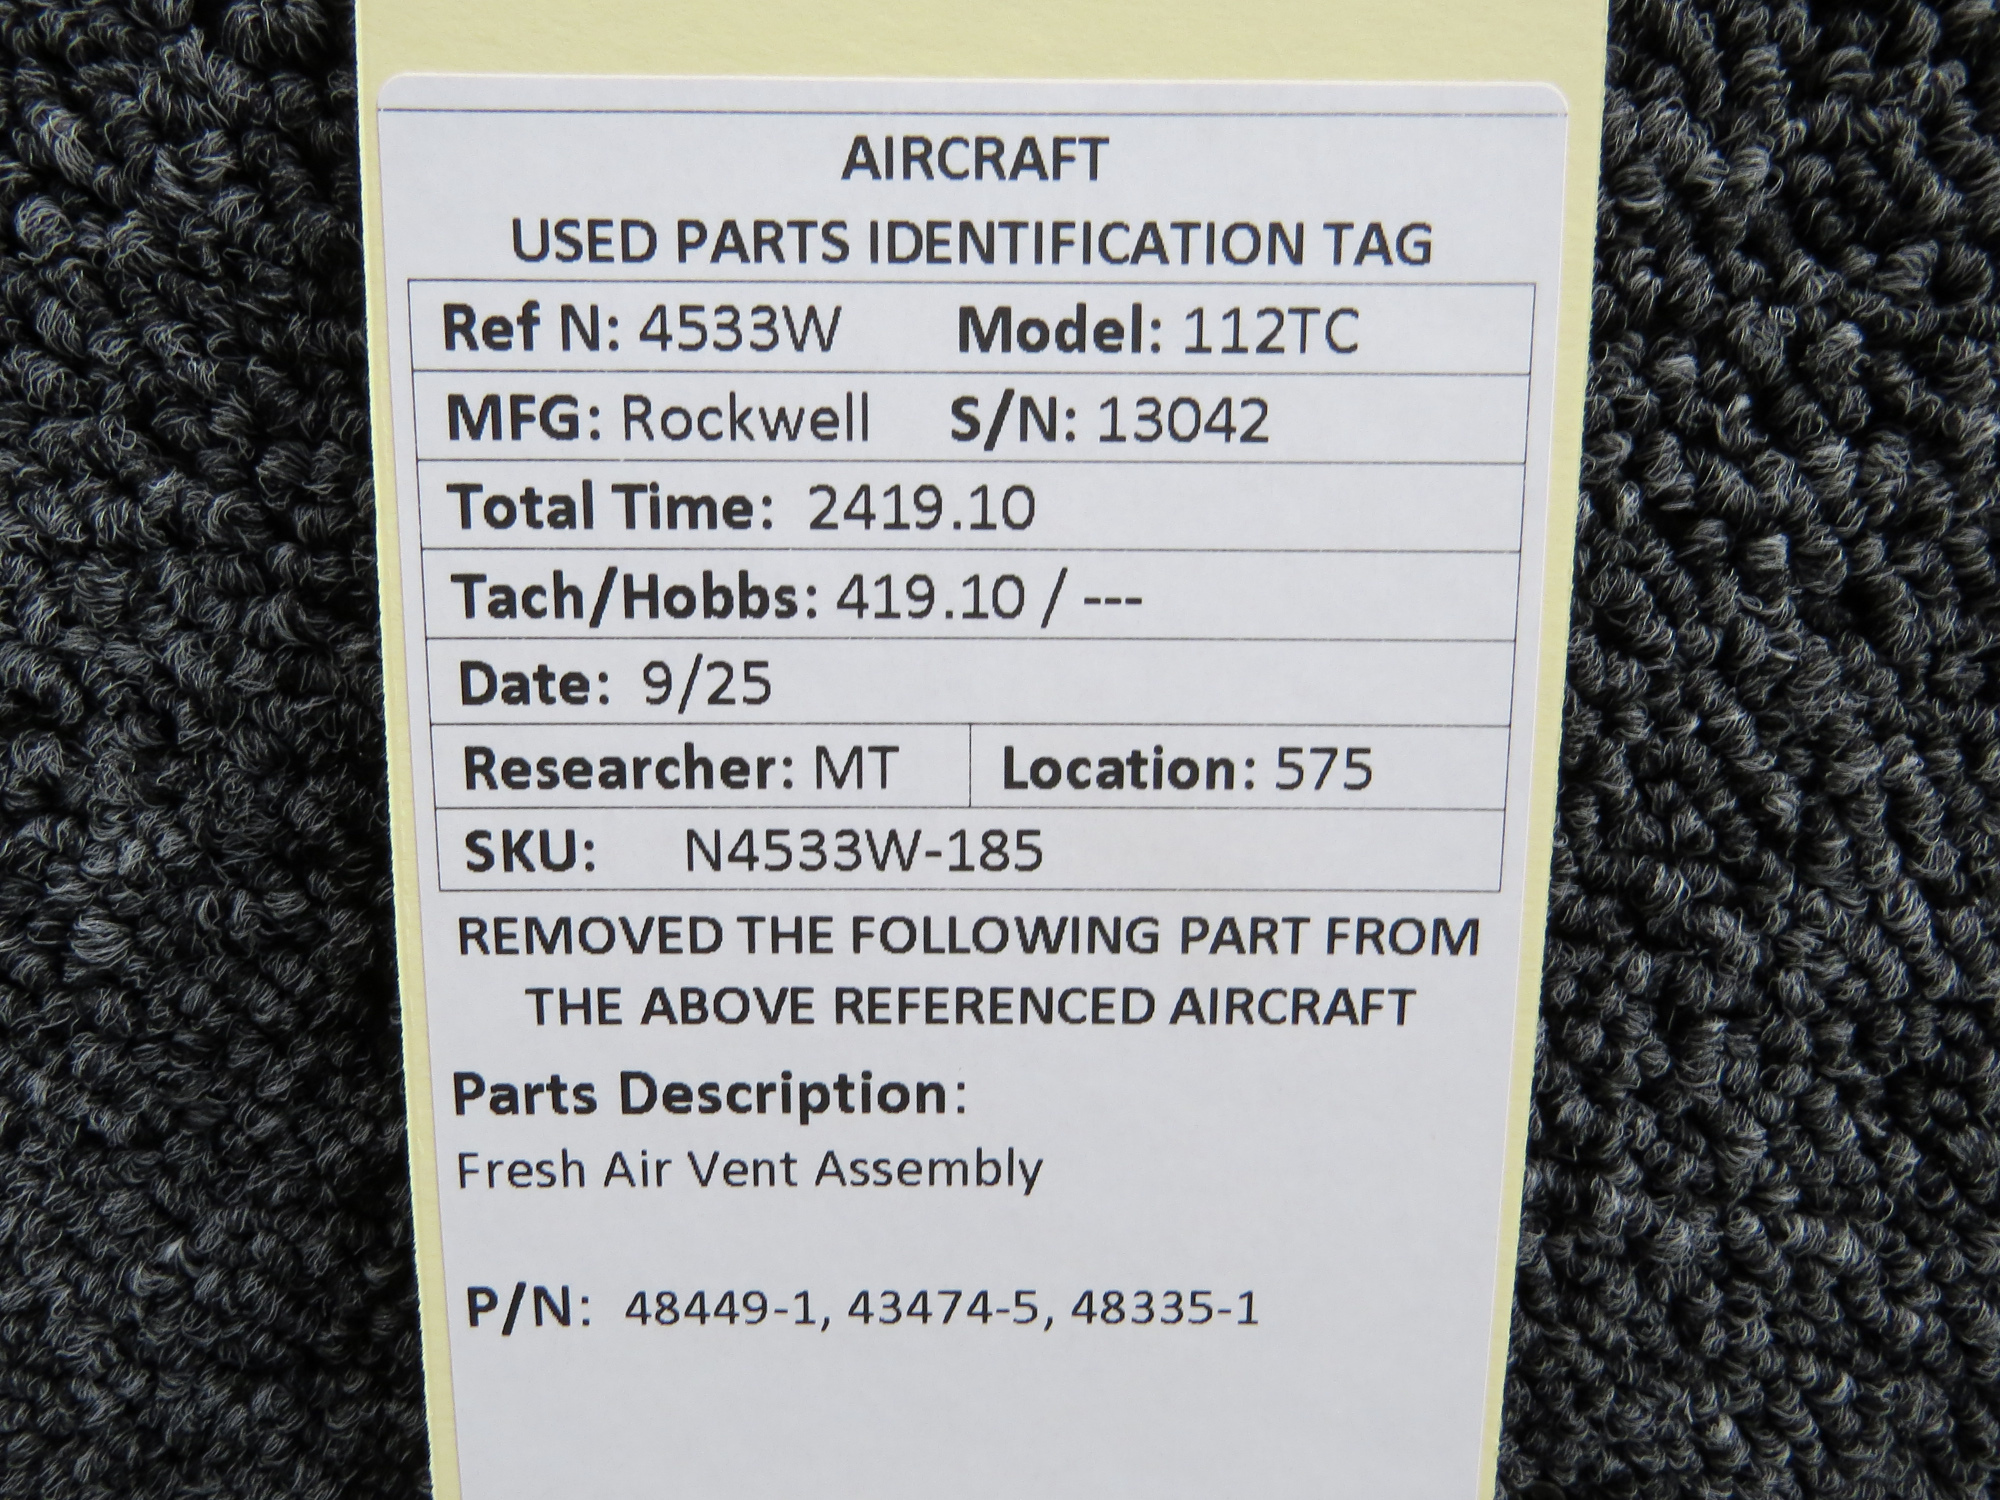 AIRCRAFT
USED PARTS IDENTIFICATION TAG
Ref N: 4533W Model: 112TC
MFG: Rockwell S/N: 13042
Total Time: 2419.10
Tach/Hobbs: 419.10 / ---
Date: 9/25
Researcher: MT Location: 575
SKU: N4533W-185
REMOVED THE FOLLOWING PART FROM
THE ABOVE REFERENCED AIRCRAFT
Parts Description:
Fresh Air Vent Assembly
P/N: 48449-1, 43474-5, 48335-1